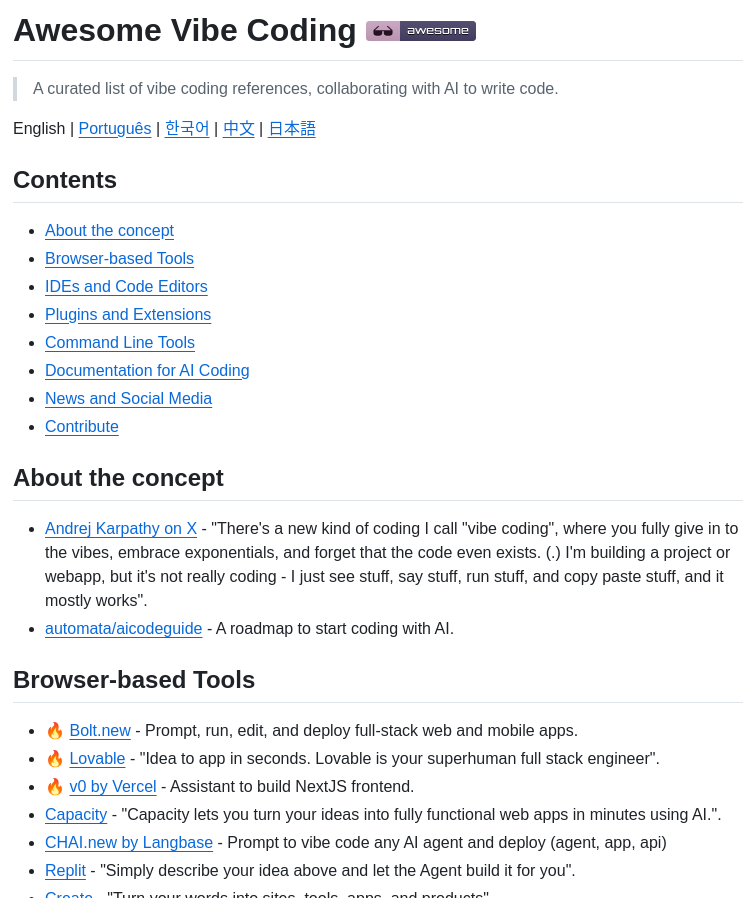 Awesome Vibe Coding awesome
A curated list of vibe coding references, collaborating with AI to write code.
English | Português | 한국어 | 中文 | 日本語
Contents
About the concept
Browser-based Tools
IDEs and Code Editors
Plugins and Extensions
Command Line Tools
Documentation for AI Coding
News and Social Media
Contribute
About the concept
Andrej Karpathy on X - "There's a new kind of coding I call "vibe coding", where you fully give in to
the vibes, embrace exponentials, and forget that the code even exists. (.) I'm building a project or
webapp, but it's not really coding - I just see stuff, say stuff, run stuff, and copy paste stuff, and it
mostly works".
automata/aicodeguide - A roadmap to start coding with AI.
Browser-based Tools
🔥 Bolt.new - Prompt, run, edit, and deploy full-stack web and mobile apps.
🔥 Lovable - "Idea to app in seconds. Lovable is your superhuman full stack engineer".
🔥 v0 by Vercel - Assistant to build NextJS frontend.
Capacity - "Capacity lets you turn your ideas into fully functional web apps in minutes using AI.".
CHAI.new by Langbase - Prompt to vibe code any AI agent and deploy (agent, app, api)
Replit - "Simply describe your idea above and let the Agent build it for you".
Create - "Turn your words into sites, tools, apps, and products"